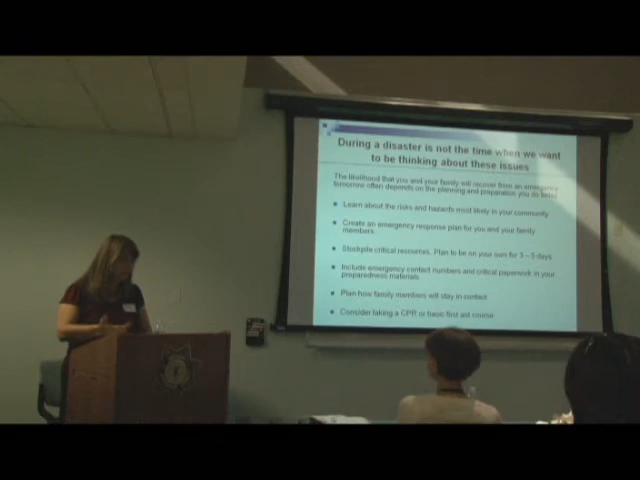 During a disaster is not the time when we want
to be thinking about these issues
The likelihood that you and your family will recover from an emergency
tomorrow often depends on the planning and preparation you do today
Learn about the risks and hazards most likely in your community
Create an emergency response plan for you and your family
members
Stockpile critical resources. Plan to be on your own for 3 – 5 days
Include emergency contact numbers and critical paperwork in your
preparedness materials
Plan how family members will stay in contact
Consider taking a CPR or basic first aid course